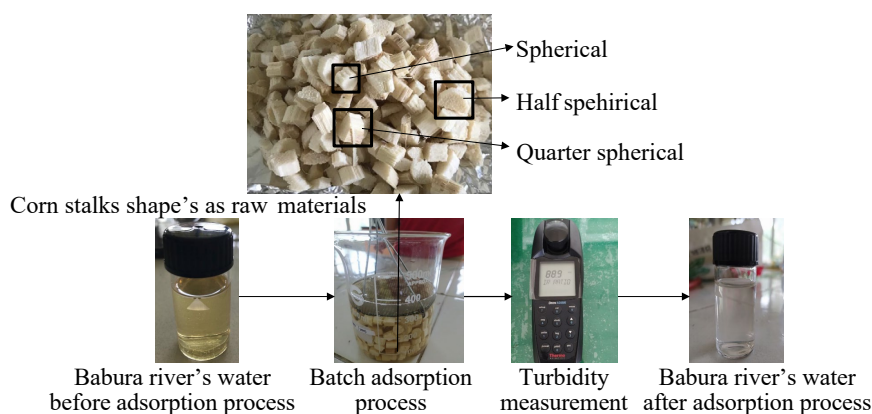 Spherical
Half spehirical
Quarter spherical
Corn stalks shape's as raw materials
400
Babura river's water
before adsorption process
Batch adsorption
process
Turbidity
measurement
Babura river's water
after adsorption process